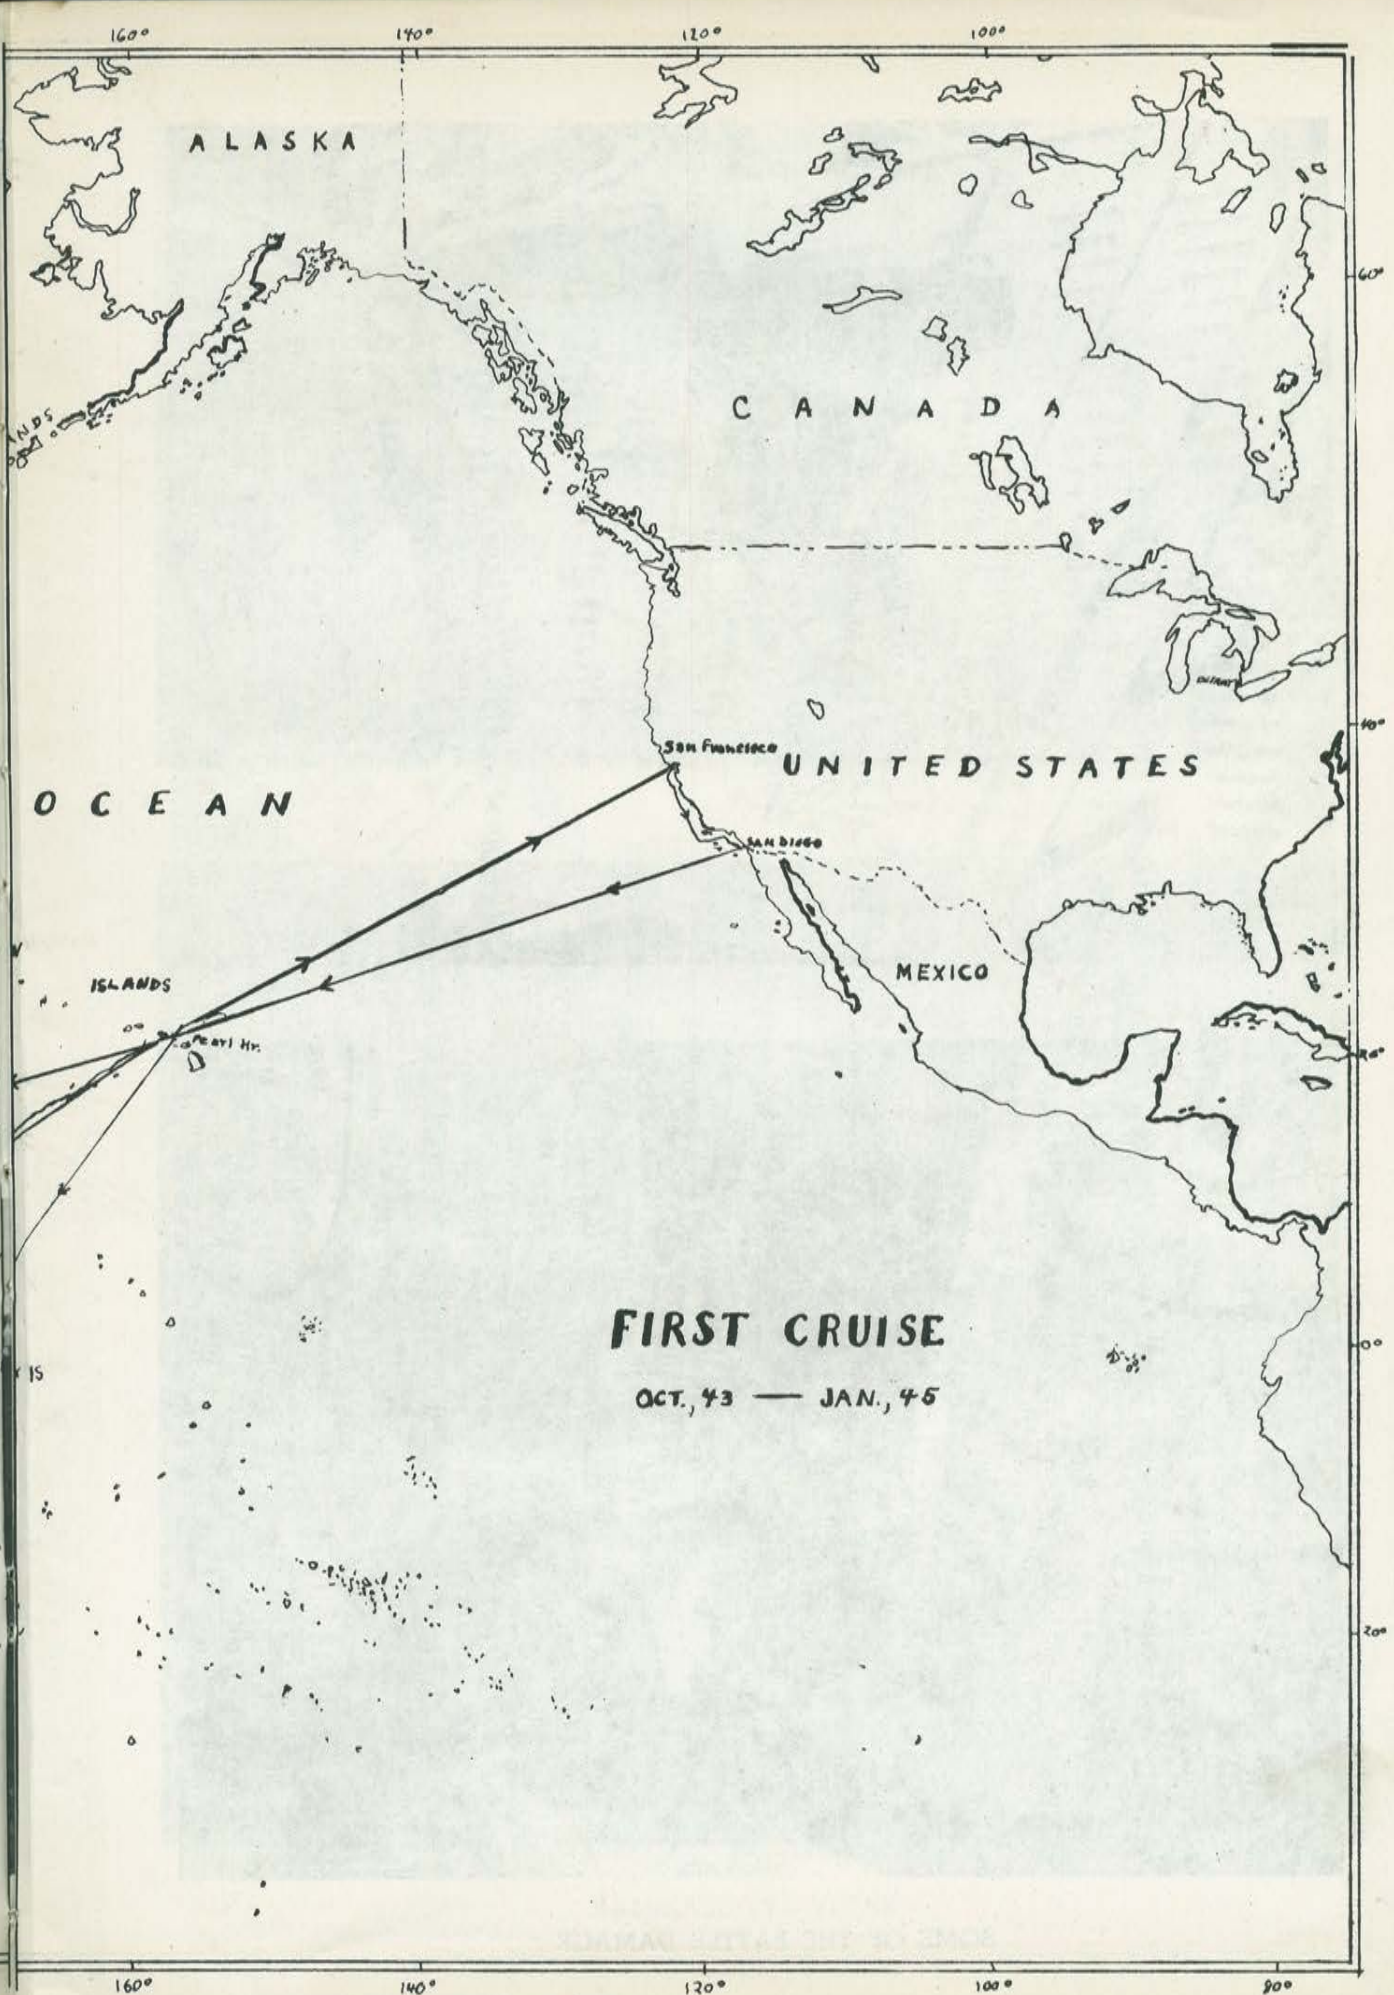 160° 140° 120° 100°
ALASKA
60°
CANADA
ANDS
40°
San Francisco
UNITED STATES
OCEAN
SAN DIEGO
MEXICO
ISLANDS
Pearl Hr.
20°
FIRST CRUISE
0°
IS
OCT., 43 — JAN., 45
20°
160° 140° 120° 100° 80°